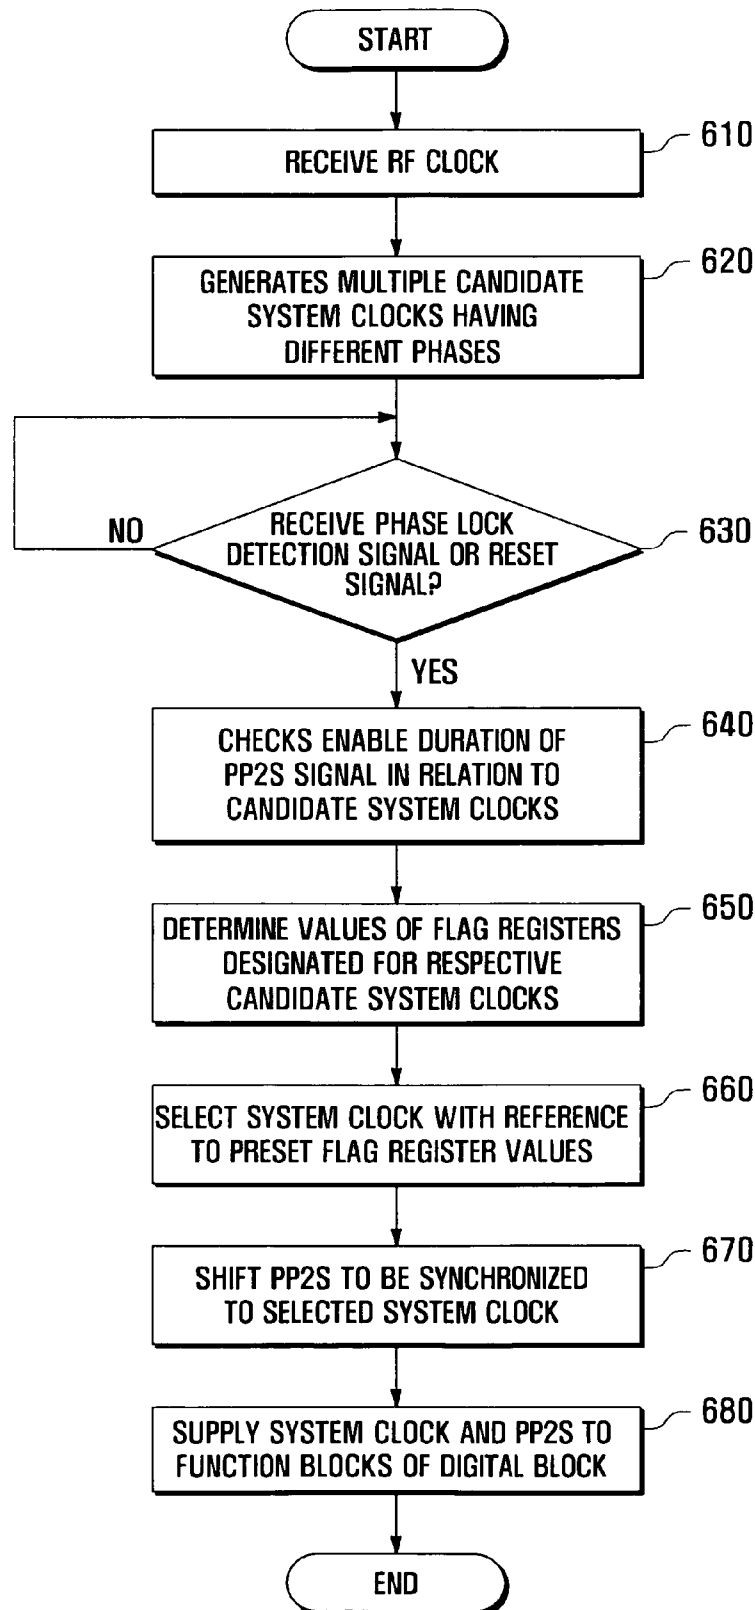 START
RECEIVE RF CLOCK
610
GENERATES MULTIPLE CANDIDATE
SYSTEM CLOCKS HAVING
DIFFERENT PHASES
620
RECEIVE PHASE LOCK
DETECTION SIGNAL OR RESET
SIGNAL?
630
NO
YES
CHECKS ENABLE DURATION OF
PP2S SIGNAL IN RELATION TO
CANDIDATE SYSTEM CLOCKS
640
DETERMINE VALUES OF FLAG REGISTERS
DESIGNATED FOR RESPECTIVE
CANDIDATE SYSTEM CLOCKS
650
SELECT SYSTEM CLOCK WITH REFERENCE
TO PRESET FLAG REGISTER VALUES
660
SHIFT PP2S TO BE SYNCHRONIZED
TO SELECTED SYSTEM CLOCK
670
SUPPLY SYSTEM CLOCK AND PP2S TO
FUNCTION BLOCKS OF DIGITAL BLOCK
680
END